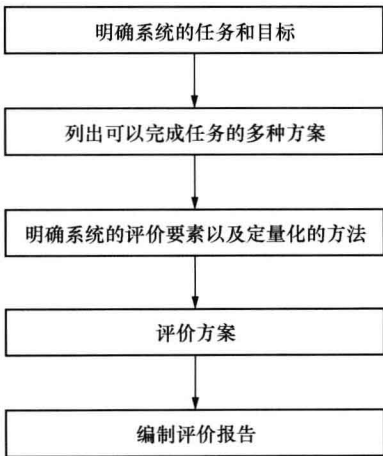 明确系统的任务和目标
列出可以完成任务的多种方案
明确系统的评价要素以及定量化的方法
评价方案
编制评价报告